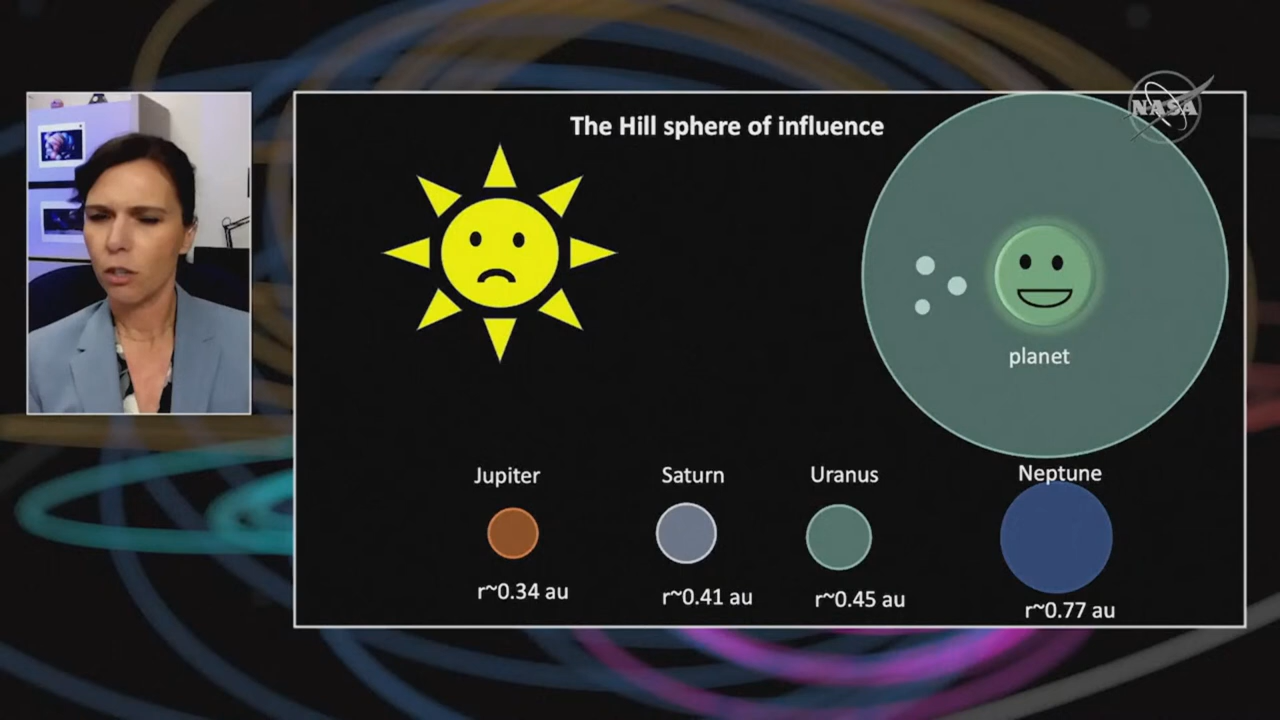 NASA
The Hill sphere of influence
planet
Jupiter Saturn Uranus Neptune
r~0.34 au r~0.41 au r~0.45 au r~0.77 au